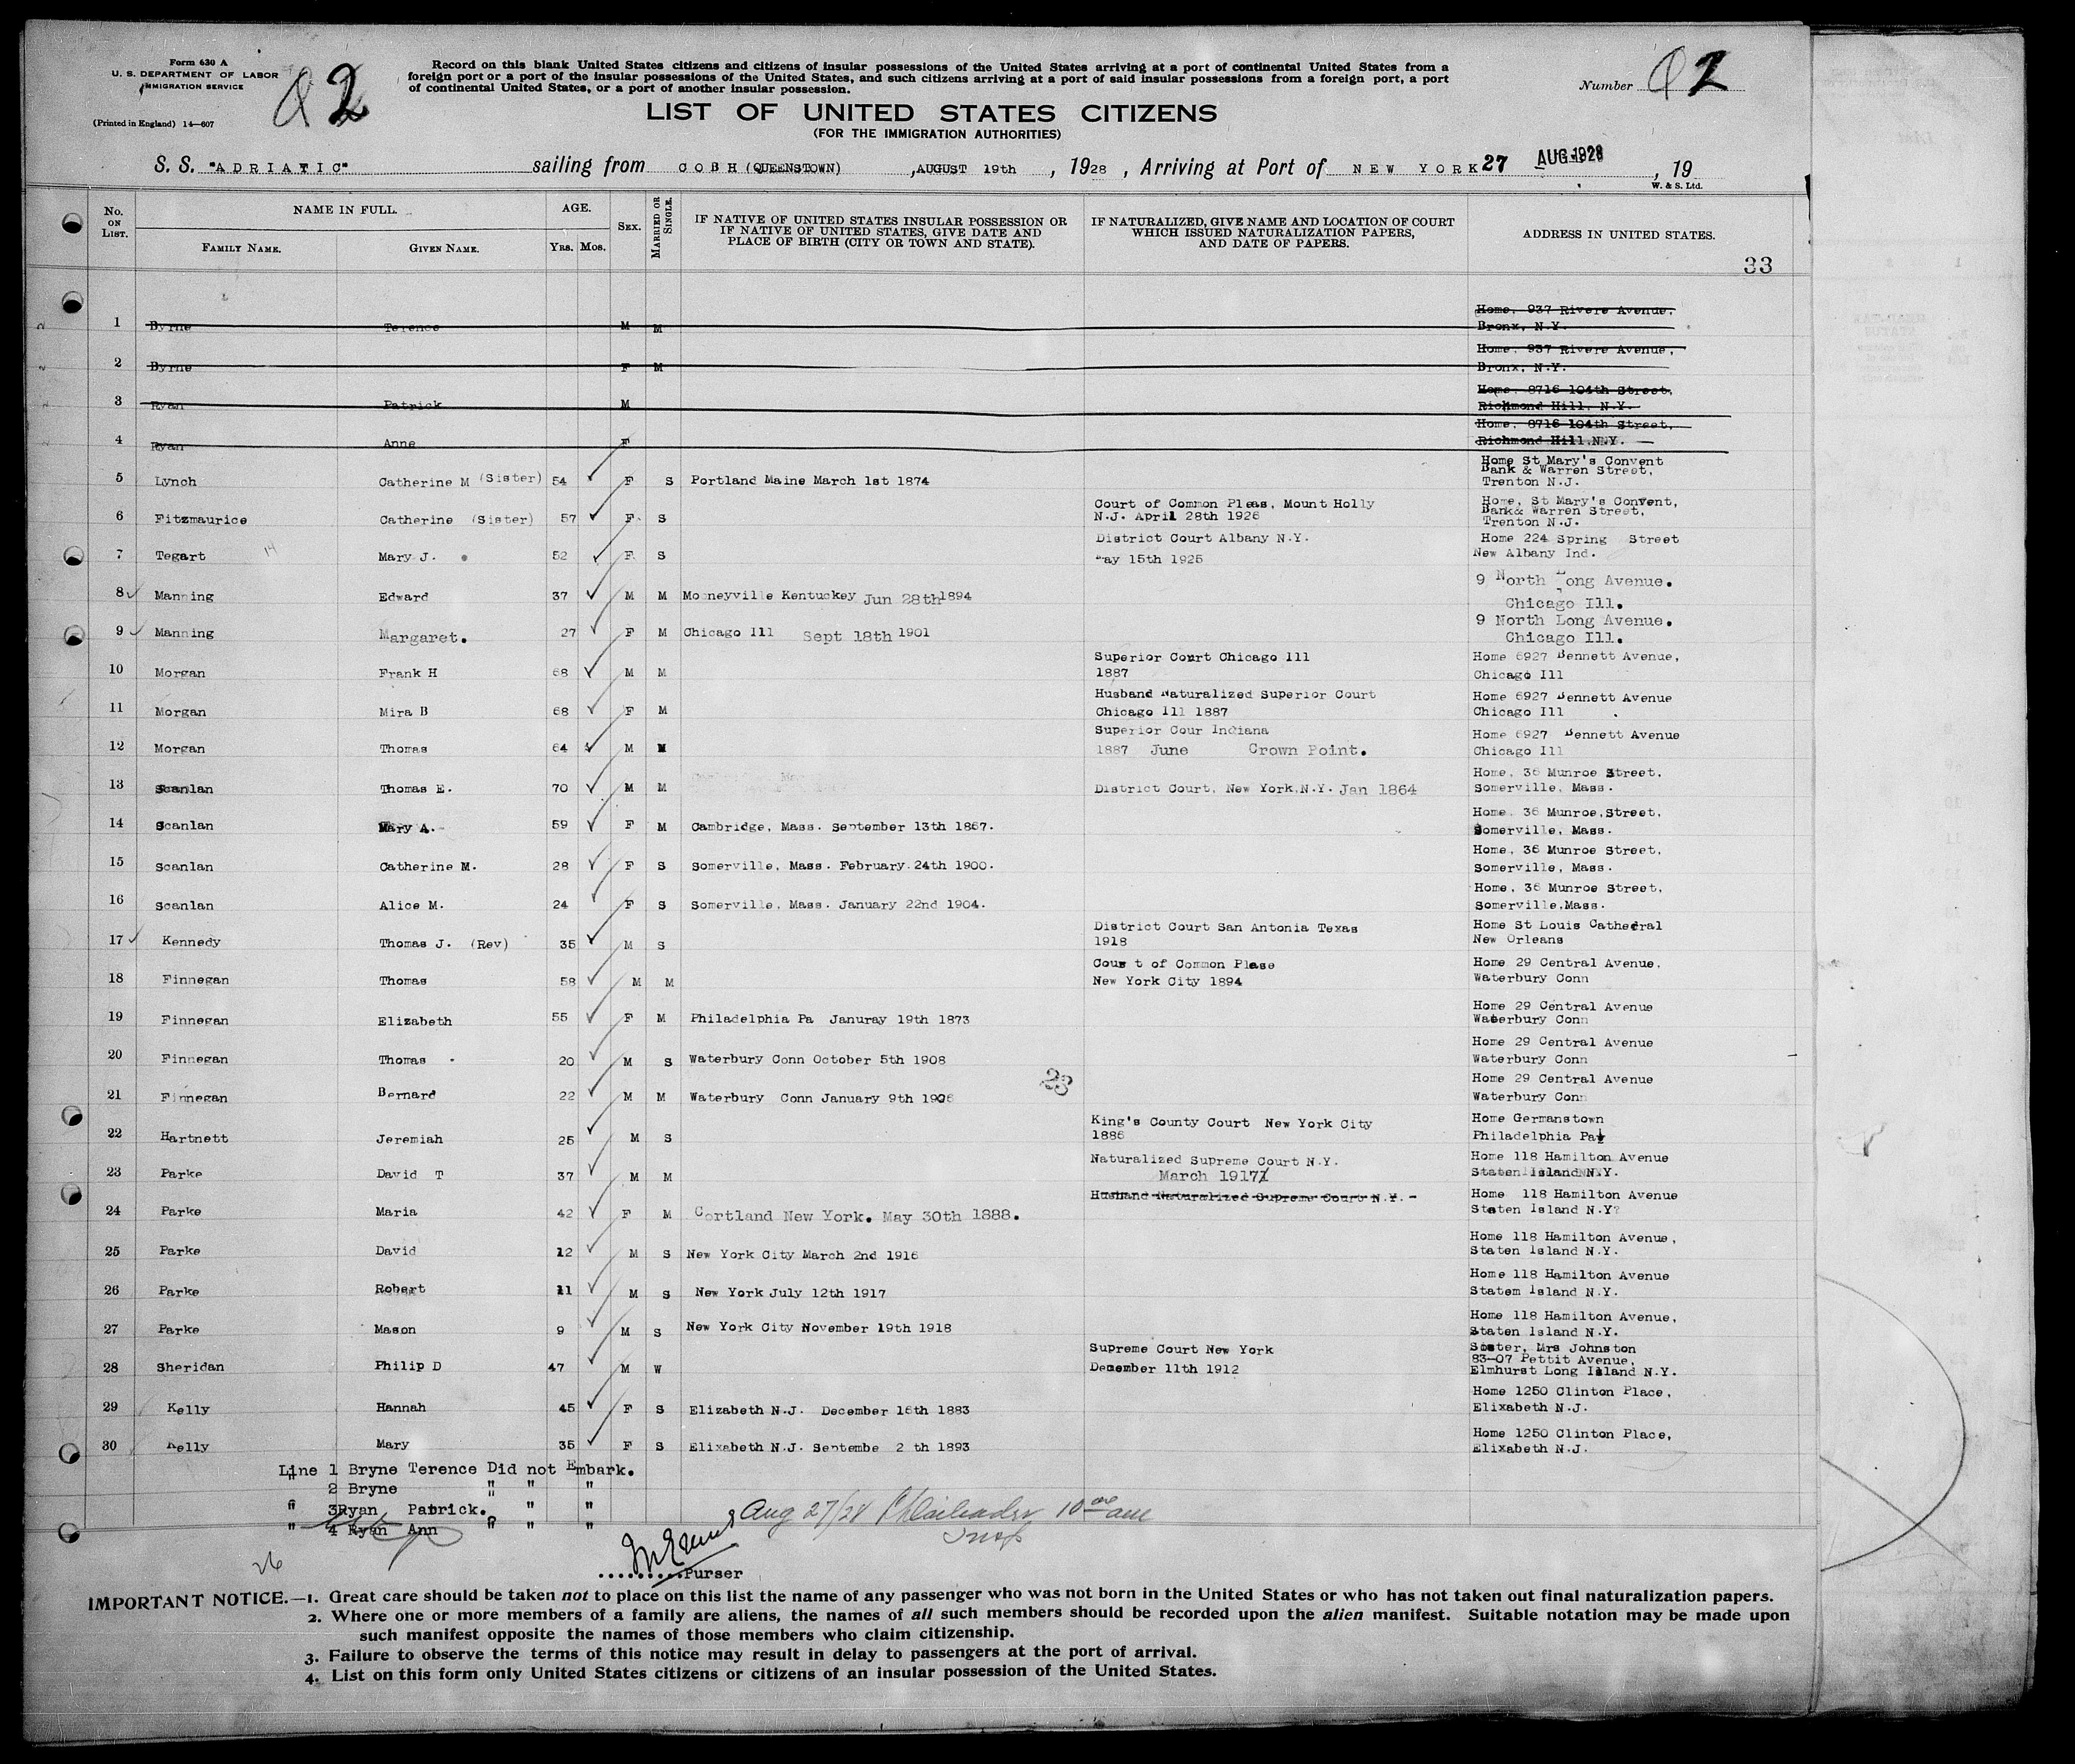 Form 630 A
U. S. DEPARTMENT OF LABOR
IMMIGRATION SERVICE
(Printed in England) 14—607
2
Record on this blank United States citizens and citizens of insular possessions of the United States arriving at a port of continental United States from a
foreign port or a port of the insular possessions of the United States, and such citizens arriving at a port of said insular possessions from a foreign port, a port
of continental United States, or a port of another insular possession.
Number 2
LIST OF UNITED STATES CITIZENS
(FOR THE IMMIGRATION AUTHORITIES)
S. S. "ADRIATIC" sailing from COBH (QUEENSTOWN) ,AUGUST 19th , 1928 , Arriving at Port of NEW YORK 27 AUG 1928 , 19
W. & S. Ltd.
No. ON LIST.
NAME IN FULL.
FAMILY NAME. GIVEN NAME.
AGE.
YRS. MOS.
SEX.
MARRIED OR SINGLE.
IF NATIVE OF UNITED STATES INSULAR POSSESSION OR
IF NATIVE OF UNITED STATES, GIVE DATE AND
PLACE OF BIRTH (CITY OR TOWN AND STATE).
IF NATURALIZED, GIVE NAME AND LOCATION OF COURT
WHICH ISSUED NATURALIZATION PAPERS,
AND DATE OF PAPERS.
ADDRESS IN UNITED STATES.
33
1 Byrne Terence M M Home, 937 Rivere Avenue,
Bronx, N.Y.
2 Byrne F M Home, 937 Rivere Avenue,
Bronx, N.Y.
3 Ryan Patrick M Home, 8716 104th Street,
Richmond Hill, N.Y.
4 Ryan Anne F Home, 8716 104th Street,
Richmond Hill.N.Y.
5 Lynch Catherine M (Sister) 54 F S Portland Maine March 1st 1874 Home St Mary's Convent
Bank & Warren Street,
Trenton N.J.
6 Fitzmaurice Catherine (Sister) 57 F S Court of Common Pleas, Mount Holly
N.J. April 28th 1926 Home, St Mary's Convent,
Bank& Warren Street,
Trenton N.J.
7 Tegart Mary J. 52 F S District Court Albany N.Y.
May 15th 1925 Home 224 Spring Street
New Albany Ind.
8 Manning Edward 37 M M Mooneyville Kentucky Jun 28th 1894 9 North Long Avenue.
Chicago Ill.
9 Manning Margaret. 27 F M Chicago Ill Sept 18th 1901 9 North Long Avenue.
Chicago Ill.
10 Morgan Frank H 68 M M Superior Court Chicago Ill
1887 Home 6927 Bennett Avenue,
Chicago Ill
11 Morgan Mira B 68 F M Husband Naturalized Superior Court
Chicago Ill 1887 Home 6927 Bennett Avenue
Chicago Ill
12 Morgan Thomas 64 M M Superior Cour Indiana
1887 June Crown Point. Home 6927 Bennett Avenue
Chicago Ill
13 Scanlan Thomas E. 70 M M District Court, New York,N.Y. Jan 1864 Home, 36 Munroe Street,
Somerville, Mass.
14 Scanlan Mary A. 59 F M Cambridge, Mass. September 13th 1867. Home, 36 Munroe,Street,
Somerville, Mass.
15 Scanlan Catherine M. 28 F S Somerville, Mass. February 24th 1900. Home, 36 Munroe Street,
Somerville, Mass.
16 Scanlan Alice M. 24 F S Somerville, Mass. January 22nd 1904. Home, 36 Munroe Street,
Somerville,Mass.
17 Kennedy Thomas J. (Rev) 35 M S District Court San Antonia Texas
1918 Home St Louis Cathedral
New Orleans
18 Finnegan Thomas 58 M M Court of Common Please
New York City 1894 Home 29 Central Avenue,
Waterbury Conn
19 Finnegan Elizabeth 55 F M Philadelphia Pa Januray 19th 1873 Home 29 Central Avenue
Waterbury Conn
20 Finnegan Thomas 20 M S Waterbury Conn October 5th 1908 Home 29 Central Avenue
Waterbury Conn
21 Finnegan Bernard 22 M M Waterbury Conn January 9th 1906 Home 29 Central Avenue
Waterbury Conn
22 Hartnett Jeremiah 25 M S King's County Court New York City
1886 Home Germanstown
Philadelphia Pa
23 Parke David T 37 M M Naturalized Supreme Court N.Y.
March 1917 Home 118 Hamilton Avenue
Staten Island N.Y.
24 Parke Maria 42 F M Cortland New York. May 30th 1888. Husband Naturalized Supreme Court N.Y. - Home 118 Hamilton Avenue
Staten Island N.Y?
25 Parke David 12 M S New York City March 2nd 1916 Home 118 Hamilton Avenue,
Staten Island N.Y.
26 Parke Robert 11 M S New York July 12th 1917 Home 118 Hamilton Avenue
Statem Island N.Y.
27 Parke Mason 9 M S New York City November 19th 1918 Home 118 Hamilton Avenue,
Staten Island N.Y.
28 Sheridan Philip D 47 M W Supreme Court New York
December 11th 1912 Sister, Mrs Johnston
83-07 Pettit Avenue,
Elmhurst Long Island N.Y.
29 Kelly Hannah 45 F S Elizabeth N.J. December 16th 1883 Home 1250 Clinton Place,
Elixabeth N.J.
30 Kelly Mary 35 F S Elixabeth N.J. Septembe 2 th 1893 Home 1250 Clinton Place,
Elixabeth N.J.
Line 1 Bryne Terence Did not Embark.
" 2 Bryne " " "
" 3Ryan Patrick. " "
" 4 Ryan Ann " " "
Aug 27/28 10 00 am
Insp
26
.........Purser
IMPORTANT NOTICE.—1. Great care should be taken not to place on this list the name of any passenger who was not born in the United States or who has not taken out final naturalization papers.
2. Where one or more members of a family are aliens, the names of all such members should be recorded upon the alien manifest. Suitable notation may be made upon
such manifest opposite the names of those members who claim citizenship.
3. Failure to observe the terms of this notice may result in delay to passengers at the port of arrival.
4. List on this form only United States citizens or citizens of an insular possession of the United States.